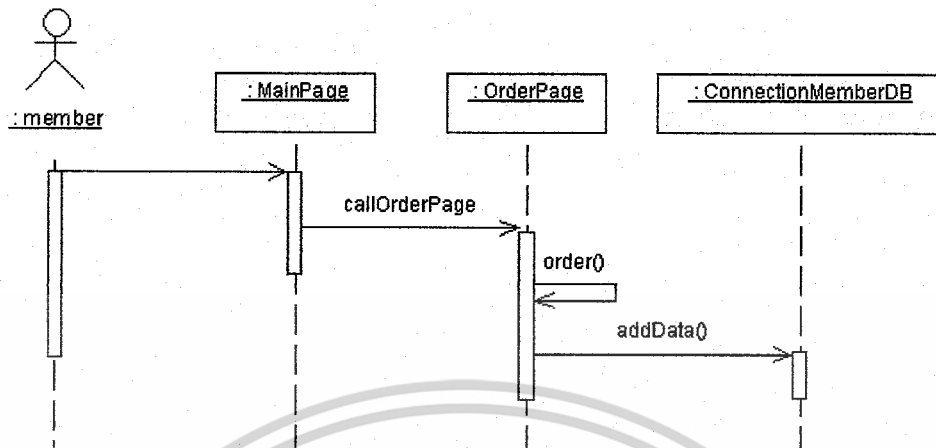 : member
: MainPage
: OrderPage
: ConnectionMemberDB
callOrderPage
order()
addData()